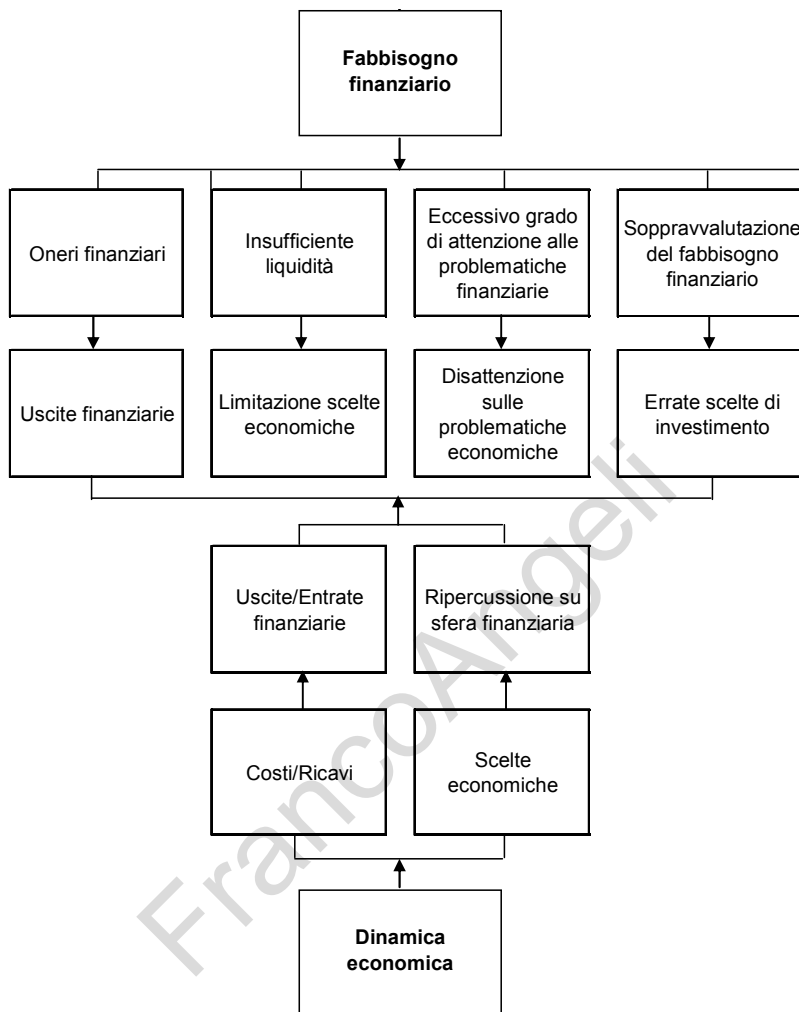 Fabbisogno
finanziario
Oneri finanziari
Insufficiente
liquidità
Eccessivo grado
di attenzione alle
problematiche
finanziarie
Soppravvalutazione
del fabbisogno
finanziario
Uscite finanziarie
Limitazione scelte
economiche
Disattenzione
sulle
problematiche
economiche
Errate scelte di
investimento
Uscite/Entrate
finanziarie
Ripercussione su
sfera finanziaria
Costi/Ricavi
Scelte
economiche
Dinamica
economica
FrancoAngeli